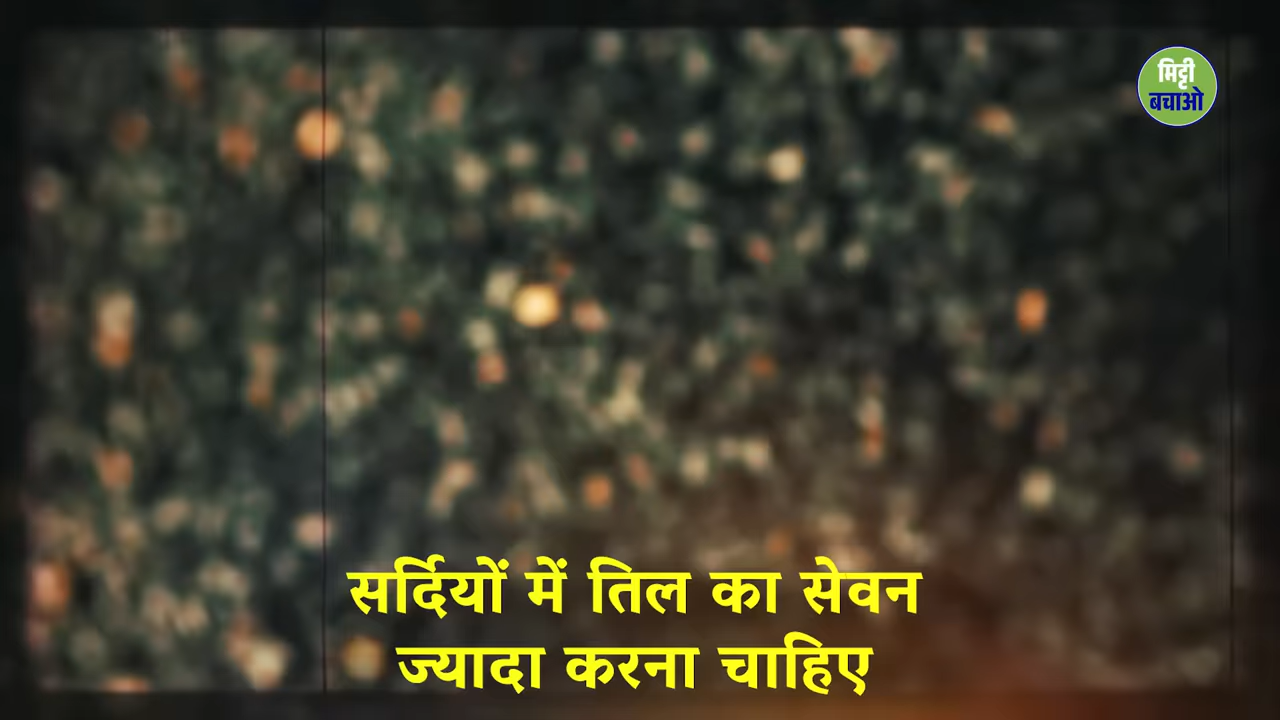 मिट्टी
बचाओ
सर्दियों में तिल का सेवन
ज्यादा करना चाहिए